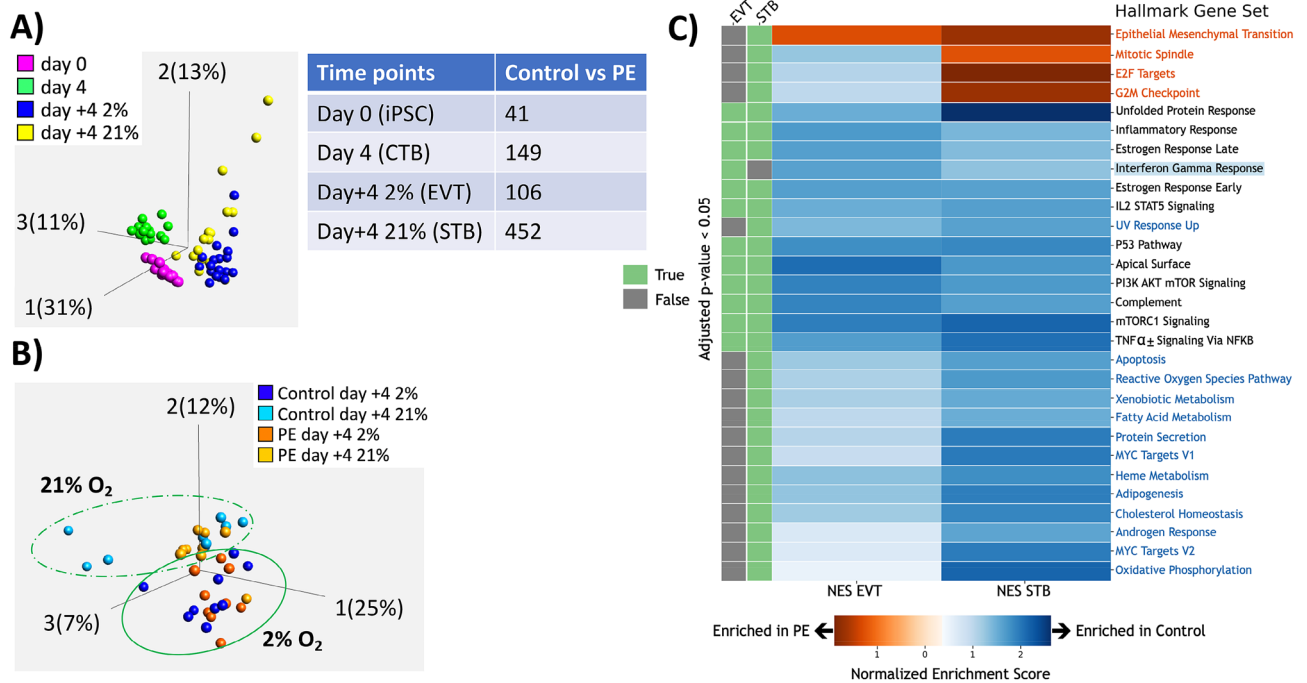 A)
day 0
day 4
day +4 2%
day +4 21%
2(13%)
3(11%)
1(31%)
Time points Control vs PE
Day 0 (iPSC) 41
Day 4 (CTB) 149
Day+4 2% (EVT) 106
Day+4 21% (STB) 452
B)
Control day +4 2%
Control day +4 21%
PE day +4 2%
PE day +4 21%
2(12%)
21% O₂
3(7%)
1(25%)
2% O₂
C)
EVT
STB
Hallmark Gene Set
True
False
Adjusted p-value < 0.05
Epithelial Mesenchymal Transition
Mitotic Spindle
E2F Targets
G2M Checkpoint
Unfolded Protein Response
Inflammatory Response
Estrogen Response Late
Interferon Gamma Response
Estrogen Response Early
IL2 STAT5 Signaling
UV Response Up
P53 Pathway
Apical Surface
PI3K AKT mTOR Signaling
Complement
mTORC1 Signaling
TNFα± Signaling Via NFKB
Apoptosis
Reactive Oxygen Species Pathway
Xenobiotic Metabolism
Fatty Acid Metabolism
Protein Secretion
MYC Targets V1
Heme Metabolism
Adipogenesis
Cholesterol Homeostasis
Androgen Response
MYC Targets V2
Oxidative Phosphorylation
NES EVT NES STB
Enriched in PE Enriched in Control
1 0 1 2
Normalized Enrichment Score